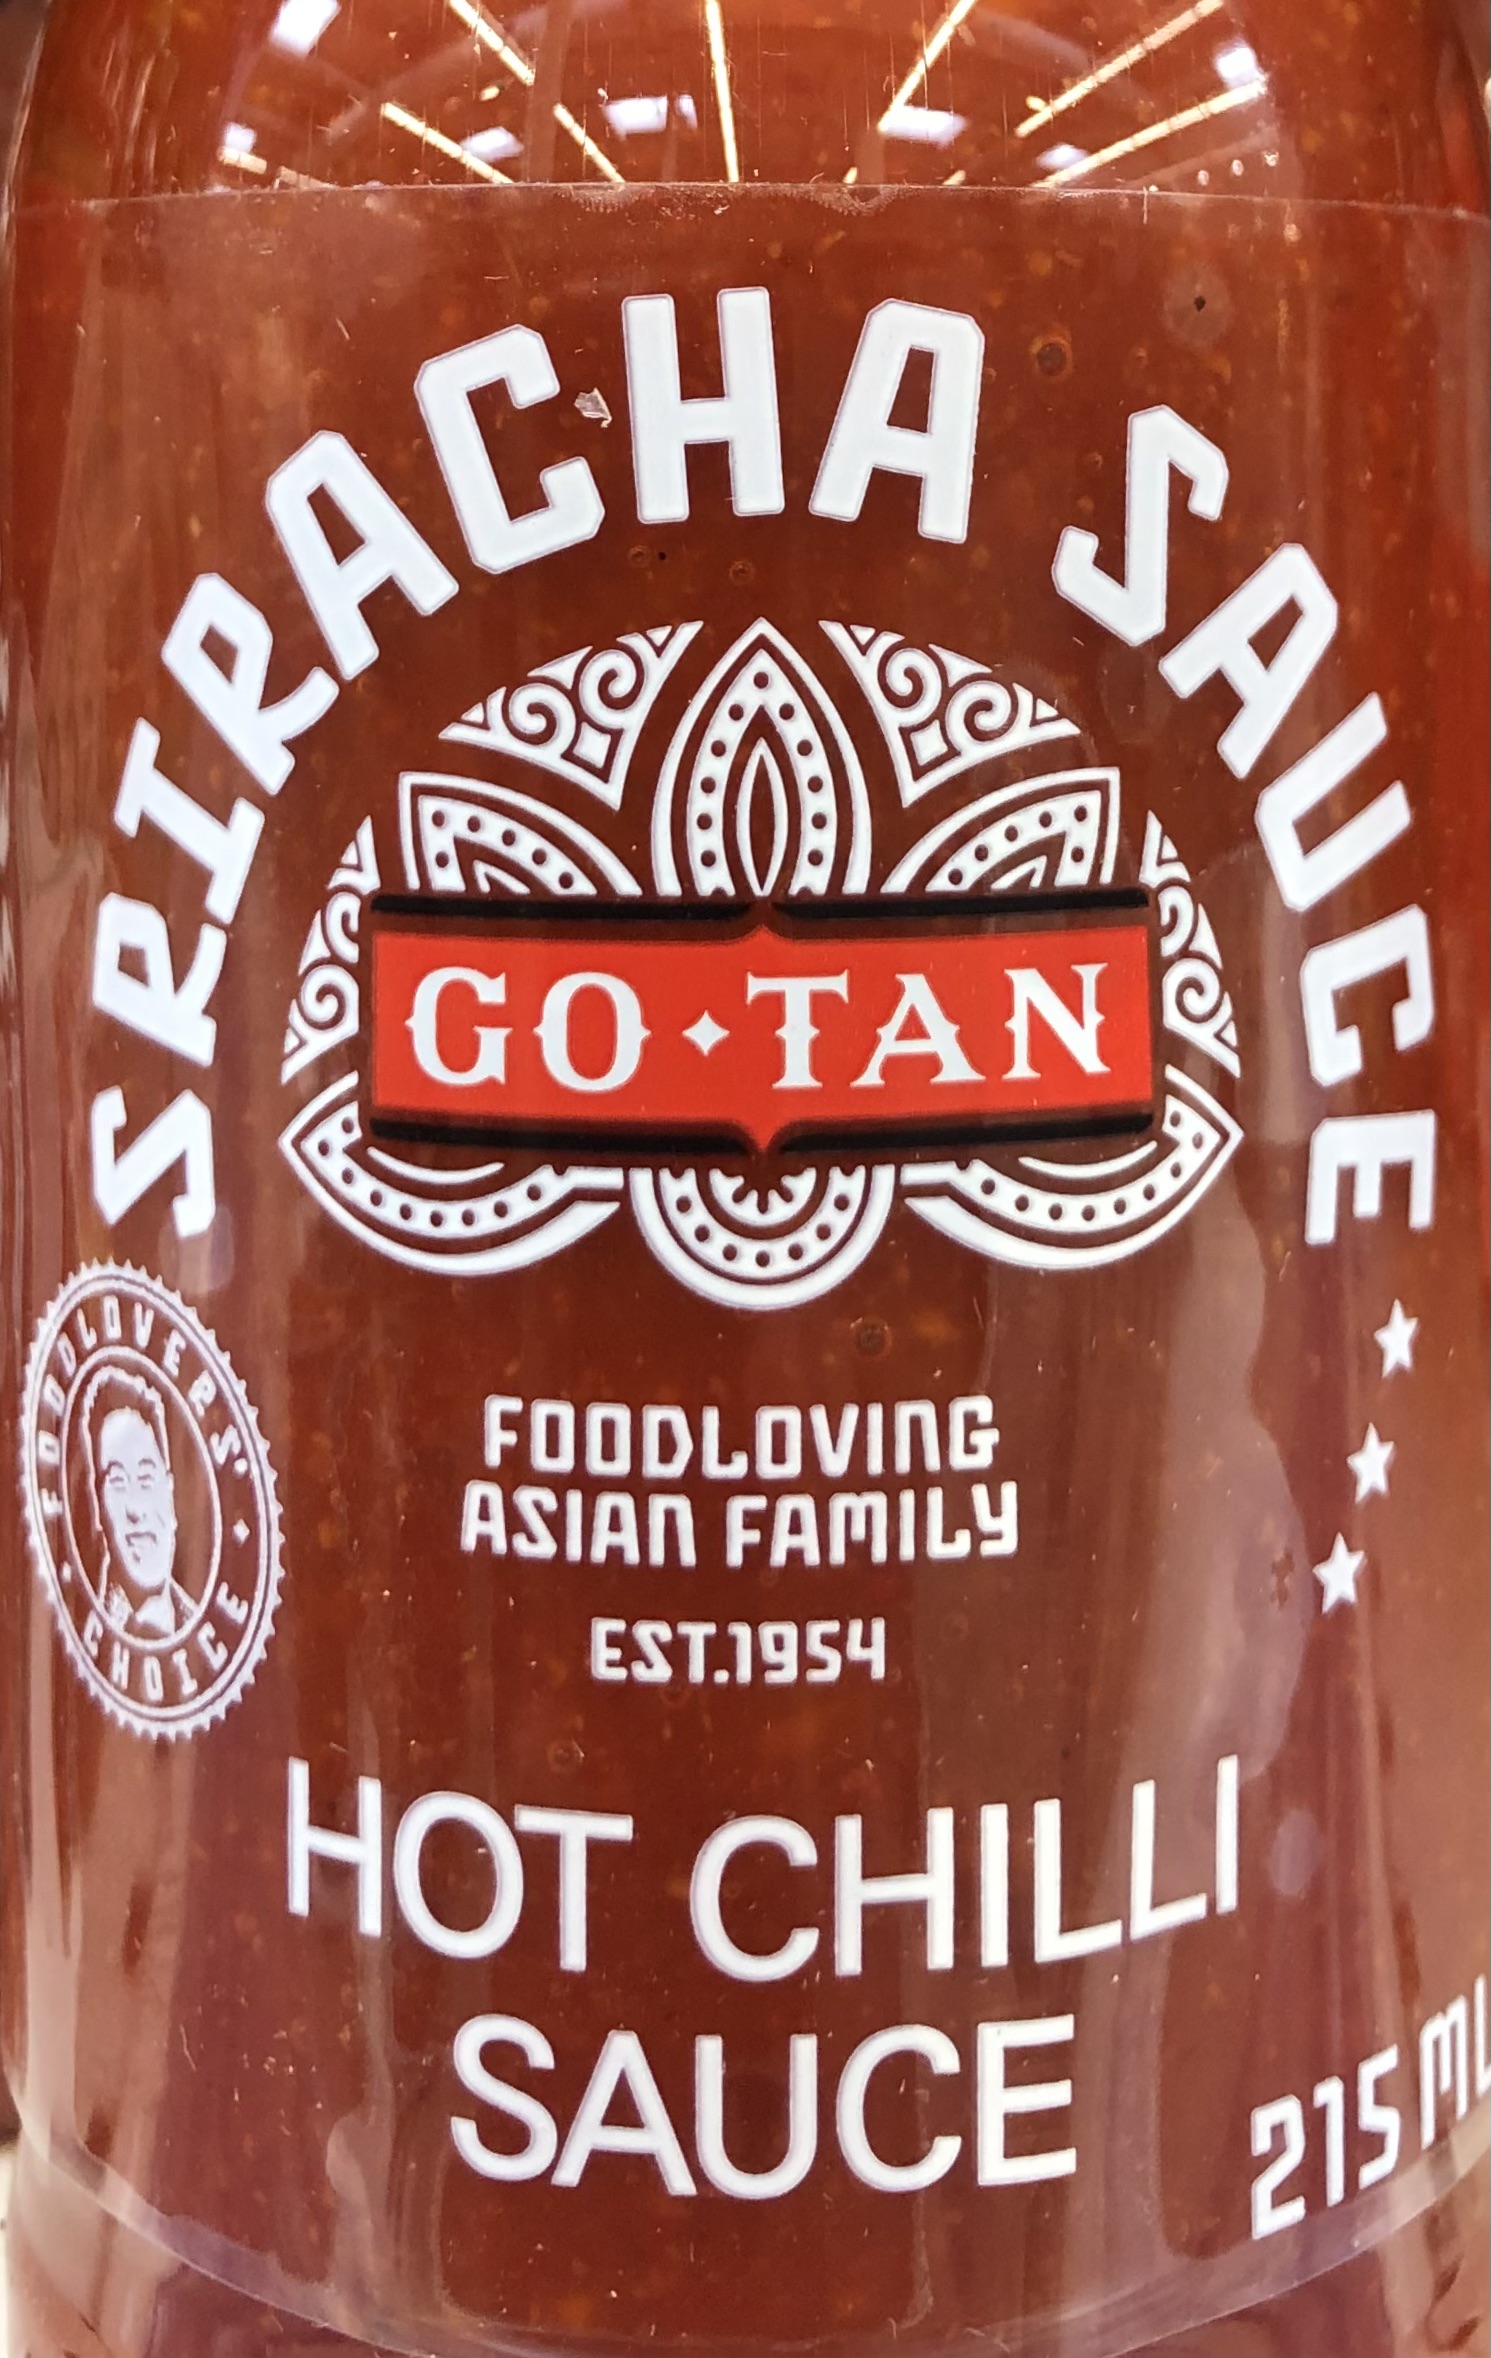 SRIRACHA SAUCE
GO·TAN
FOODLOVERS'
CHOICE
FOODLOVING
ASIAN FAMILY
EST.1954
HOT CHILLI
SAUCE
215 ML